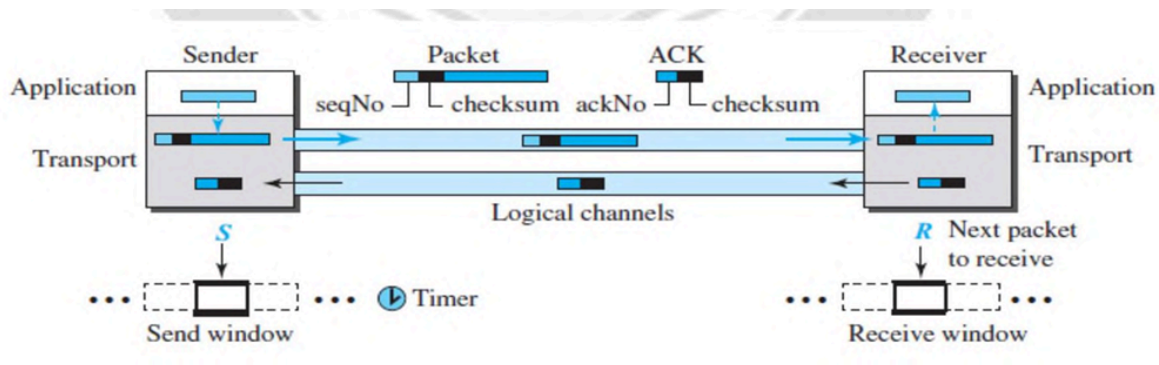 Sender Packet ACK Receiver
Application Application
seqNo checksum ackNo checksum
Transport Transport
Logical channels
S R Next packet
to receive
••• ••• Timer ••• •••
Send window Receive window